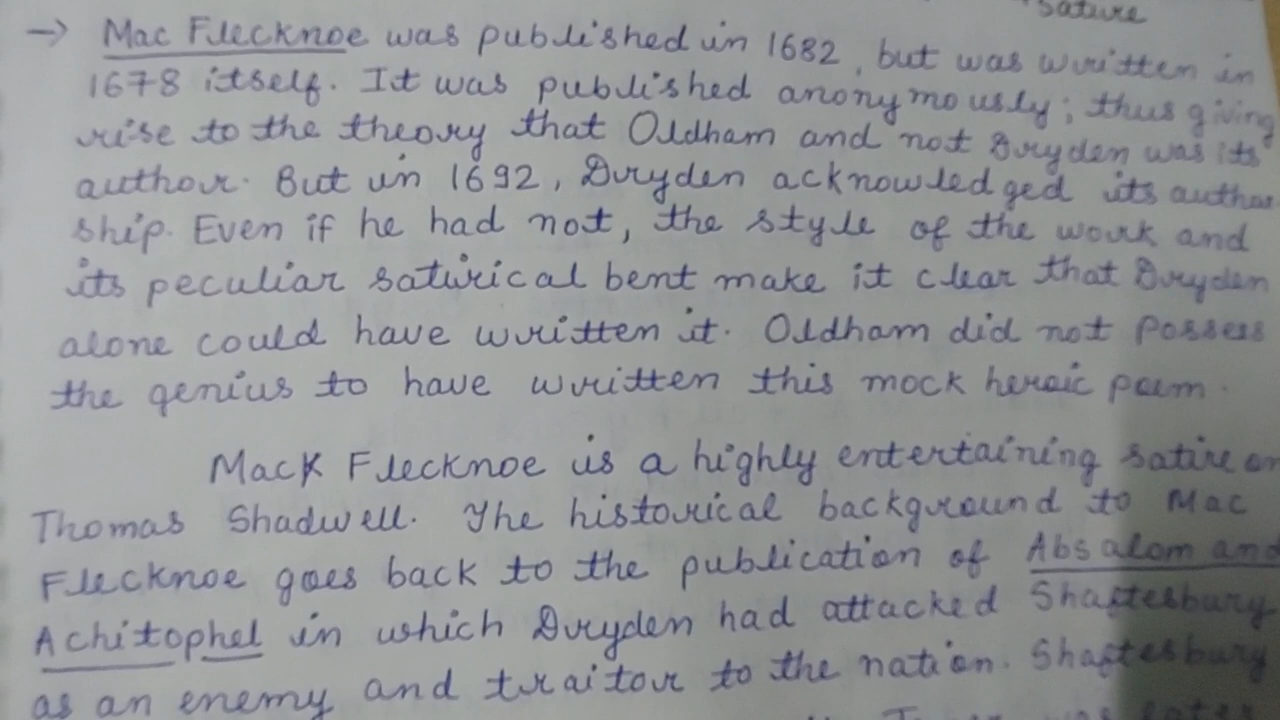 Sature
→ Mac Flecknoe was published in 1682, but was written in
1678 itself. It was published anonymously; thus giving
rise to the theory that Oldham and not Dryden was its
author. But in 1692, Dryden acknowledged its author
ship. Even if he had not, the style of the work and
its peculiar satirical bent make it clear that Dryden
alone could have written it. Oldham did not possess
the genius to have written this mock heroic poem.
Mack Flecknoe is a highly entertaining satire on
Thomas Shadwell. The historical background to Mac
Flecknoe goes back to the publication of Absalom and
Achitophel in which Dryden had attacked Shaftesbury
as an enemy and traitor to the nation. Shaftesbury